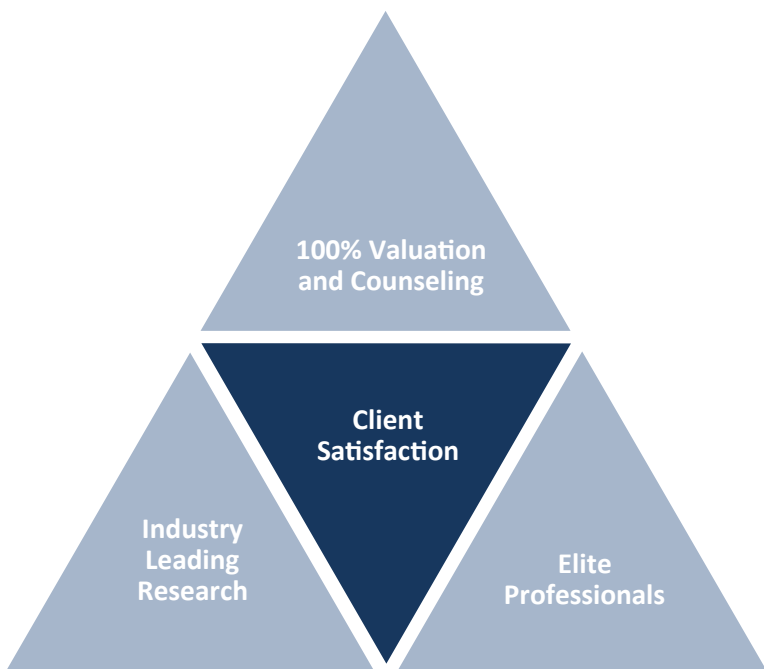 100% Valuation
and Counseling
Client
Satisfaction
Industry
Leading
Research
Elite
Professionals